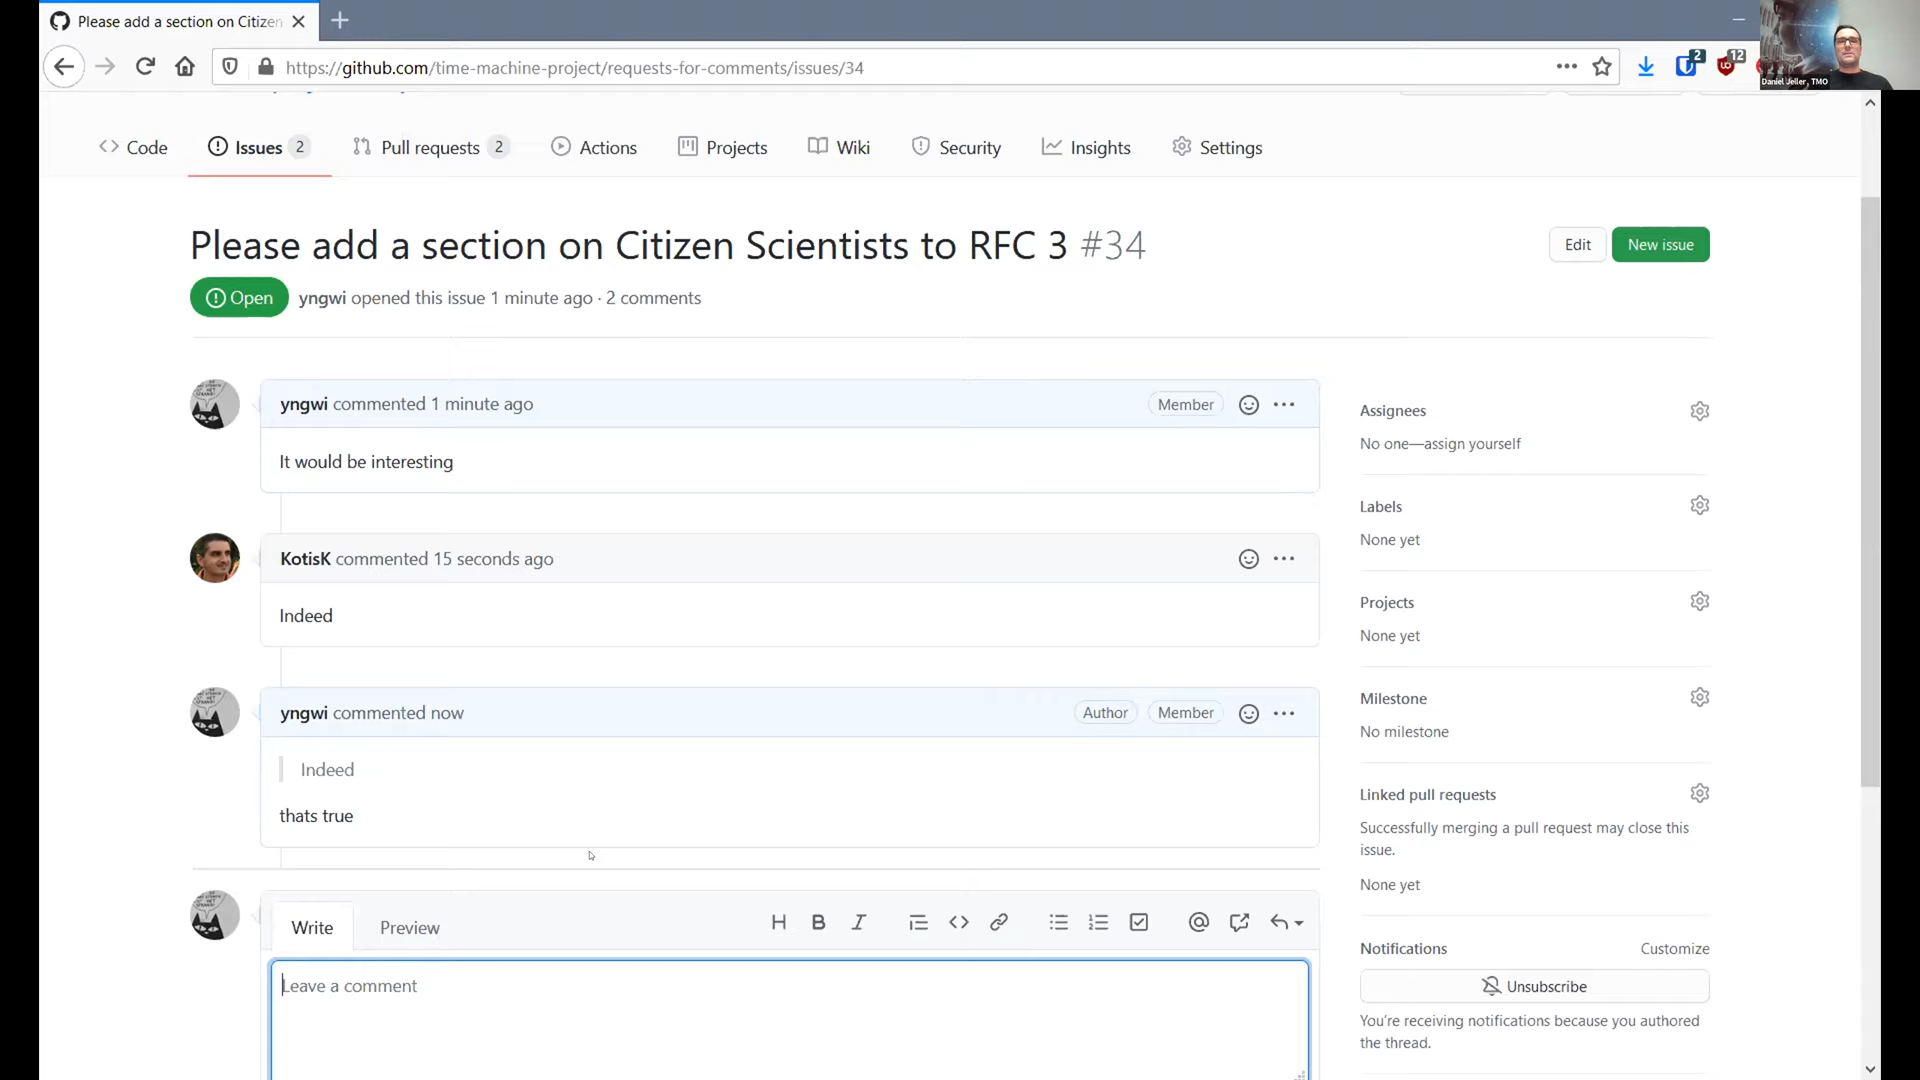 Please add a section on Citizen
https://github.com/time-machine-project/requests-for-comments/issues/34
2
12
Daniel Jeller, TMO
Code
Issues 2
Pull requests 2
Actions
Projects
Wiki
Security
Insights
Settings
Please add a section on Citizen Scientists to RFC 3 #34
Edit
New issue
Open
yngwi opened this issue 1 minute ago · 2 comments
yngwi commented 1 minute ago
Member
It would be interesting
KotisK commented 15 seconds ago
Indeed
yngwi commented now
Author
Member
Indeed
thats true
Write
Preview
H B I
Leave a comment
Assignees
No one—assign yourself
Labels
None yet
Projects
None yet
Milestone
No milestone
Linked pull requests
Successfully merging a pull request may close this
issue.
None yet
Notifications
Customize
Unsubscribe
You're receiving notifications because you authored
the thread.